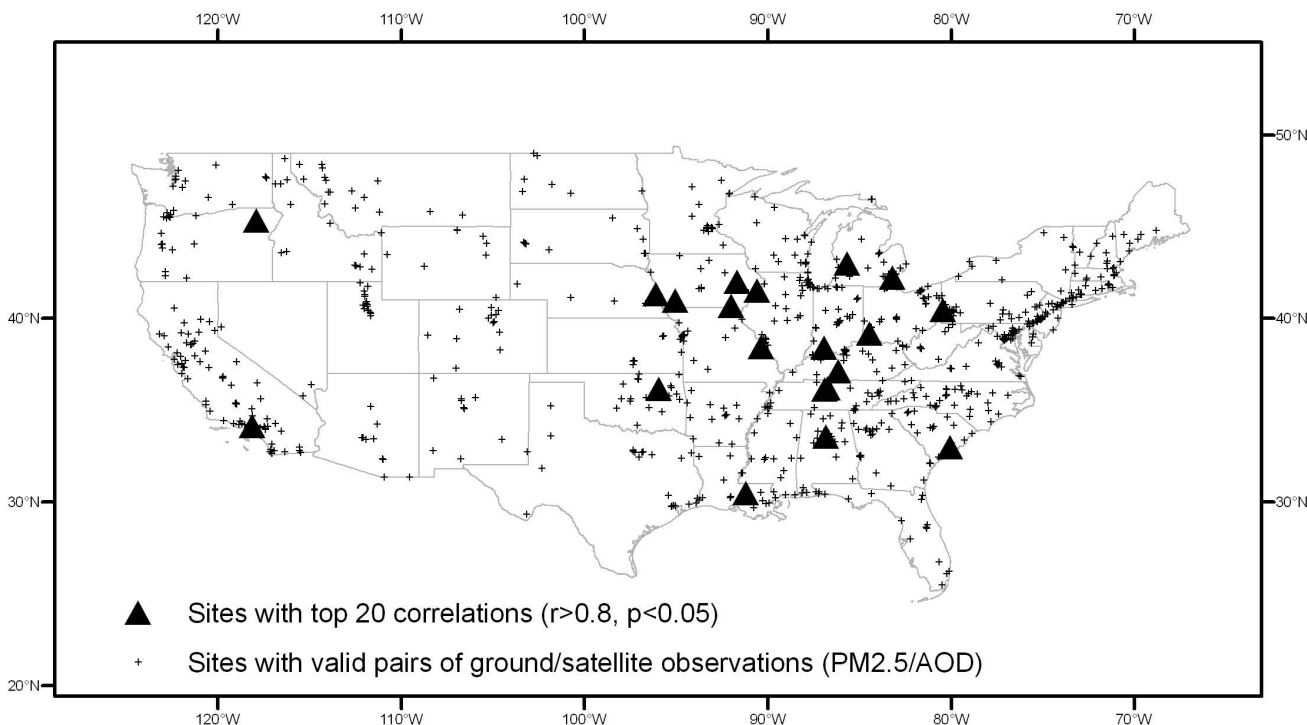 120°W 110°W 100°W 90°W 80°W 70°W
50°N
40°N 40°N
30°N 30°N
Sites with top 20 correlations (r>0.8, p<0.05)
Sites with valid pairs of ground/satellite observations (PM2.5/AOD)
20°N 20°N
120°W 110°W 100°W 90°W 80°W 70°W